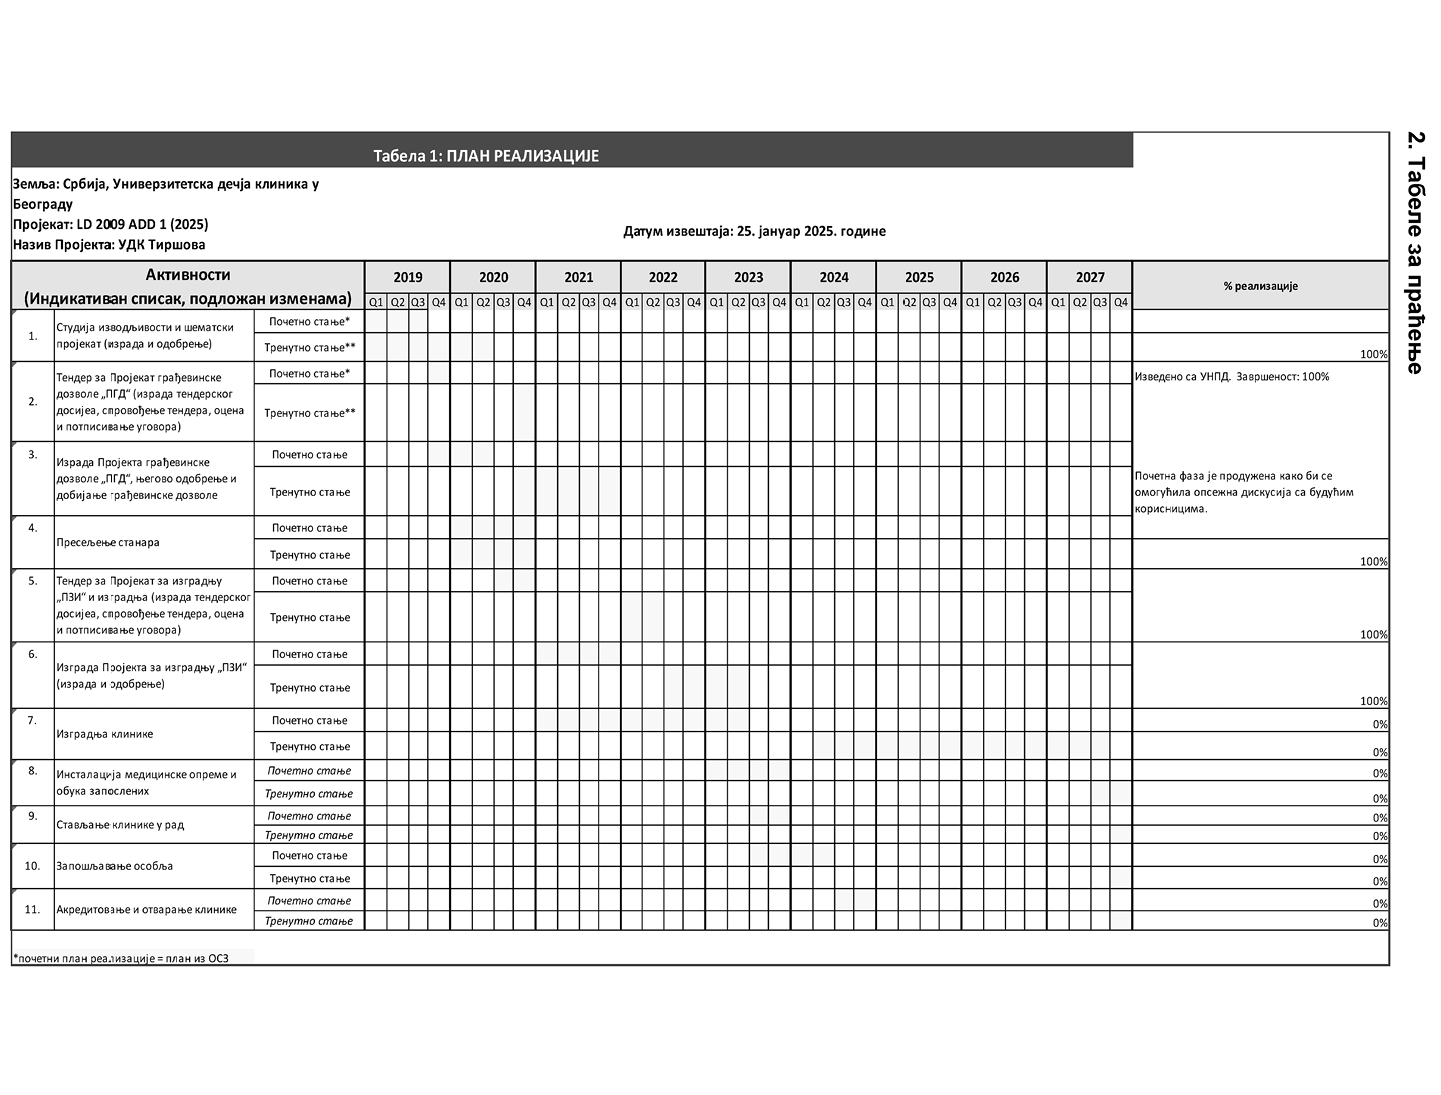 2. Табеле за праћење
Табела 1: ПЛАН РЕАЛИЗАЦИЈЕ
Земља: Србија, Универзитетска дечја клиника у
Београду
Пројекат: LD 2009 ADD 1 (2025)
Назив Пројекта: УДК Тиршова
Датум извештаја: 25. јануар 2025. године
Активности
(Индикативан списак, подложан изменама)
2019 2020 2021 2022 2023 2024 2025 2026 2027
% реализације
Q1 Q2 Q3 Q4 Q1 Q2 Q3 Q4 Q1 Q2 Q3 Q4 Q1 Q2 Q3 Q4 Q1 Q2 Q3 Q4 Q1 Q2 Q3 Q4 Q1 Q2 Q3 Q4 Q1 Q2 Q3 Q4 Q1 Q2 Q3 Q4
1.
Студија изводљивости и шематски
пројекат (израда и одобрење)
Почетно стање*
Тренутно стање**
100%
2.
Тендер за Пројекат грађевинске
дозволе „ПГД“ (израда тендерског
досијеа, спровођење тендера, оцена
и потписивање уговора)
Почетно стање*
Тренутно стање**
Изведено са УНПД. Завршеност: 100%
3.
Израда Пројекта грађевинске
дозволе „ПГД“, његово одобрење и
добијање грађевинске дозволе
Почетно стање
Тренутно стање
Почетна фаза је продужена како би се
омогућила опсежна дискусија са будућим
корисницима.
4.
Пресељење станара
Почетно стање
Тренутно стање
100%
5.
Тендер за Пројекат за изградњу
„ПЗИ“ и изградња (израда тендерског
досијеа, спровођење тендера, оцена
и потписивање уговора)
Почетно стање
Тренутно стање
100%
6.
Изграда Пројекта за изградњу „ПЗИ“
(израда и одобрење)
Почетно стање
Тренутно стање
100%
7.
Изградња клинике
Почетно стање
0%
Тренутно стање
0%
8.
Инсталација медицинске опреме и
обука запослених
Почетно стање
0%
Тренутно стање
0%
9.
Стављање клинике у рад
Почетно стање
0%
Тренутно стање
0%
10.
Запошљавање особља
Почетно стање
0%
Тренутно стање
0%
11.
Акредитовање и отварање клинике
Почетно стање
0%
Тренутно стање
0%
*почетни план реализације = план из ОСЗ